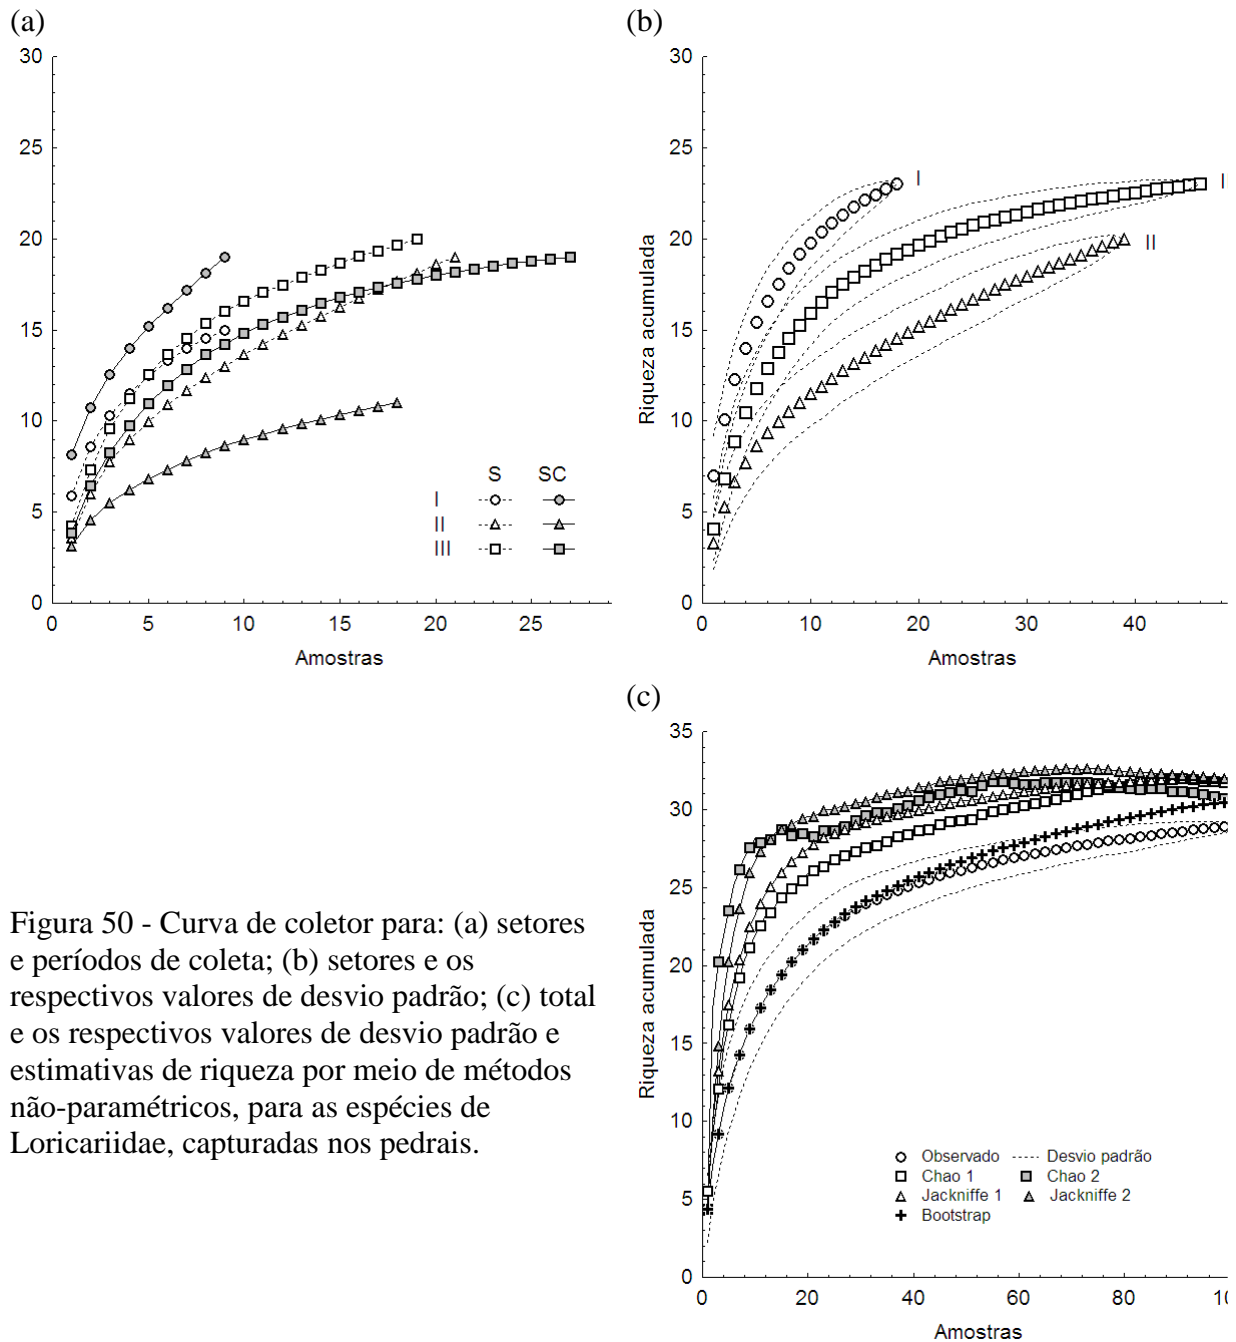 (a)
30
25
20
15
10
5
0
0 5 10 15 20 25
Amostras
S SC
I
II
III
(b)
Riqueza acumulada
30
25
20
15
10
5
0
0 10 20 30 40
Amostras
I
I
II
(c)
Riqueza acumulada
35
30
25
20
15
10
5
0
0 20 40 60 80 10
Amostras
Observado Desvio padrão
Chao 1 Chao 2
Jackniffe 1 Jackniffe 2
Bootstrap
Figura 50 - Curva de coletor para: (a) setores
e períodos de coleta; (b) setores e os
respectivos valores de desvio padrão; (c) total
e os respectivos valores de desvio padrão e
estimativas de riqueza por meio de métodos
não-paramétricos, para as espécies de
Loricariidae, capturadas nos pedrais.